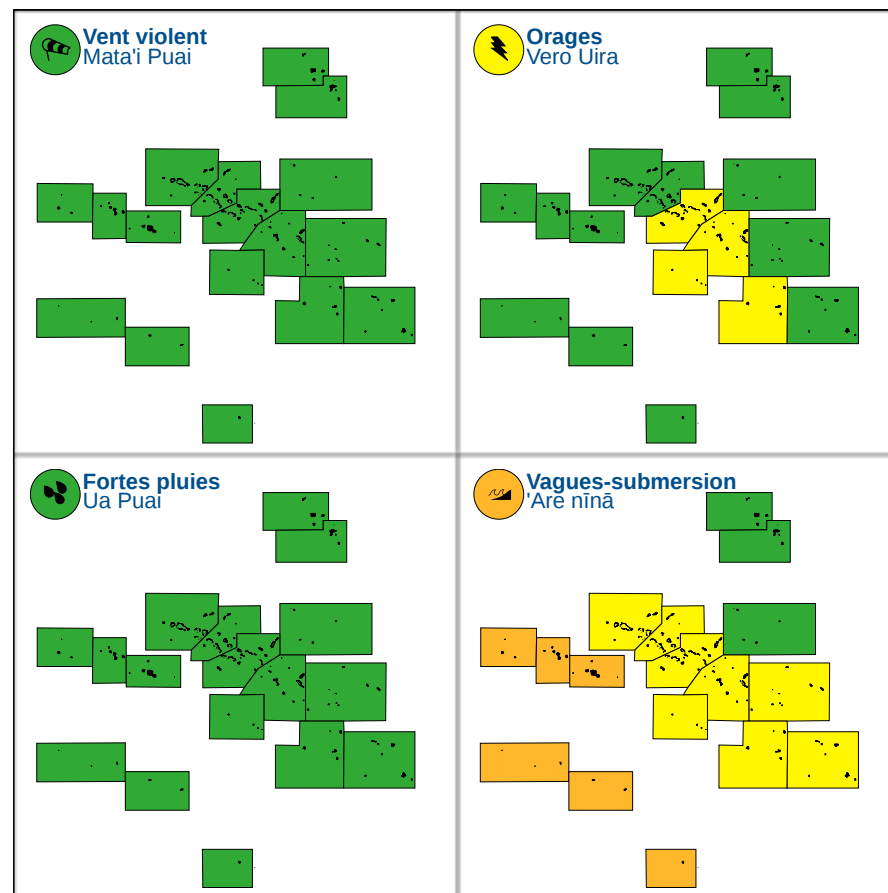 Vent violent
Mata'i Puai
Orages
Vero Uira
Fortes pluies
Ua Puai
Vagues-submersion
'Are nīnā